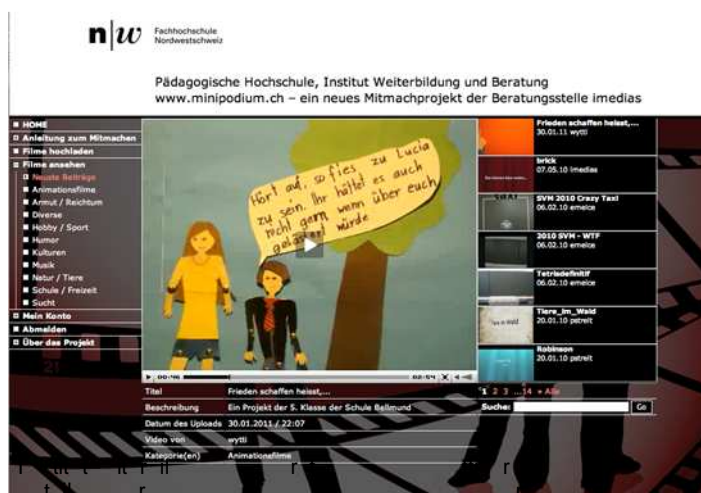 n|w Fachhochschule
Nordwestschweiz
Pädagogische Hochschule, Institut Weiterbildung und Beratung
www.minipodium.ch – ein neues Mitmachprojekt der Beratungsstelle imedias
HOME
Anleitung zum Mitmachen
Filme hochladen
Filme ansehen
Neuste Beiträge
Animationsfilme
Armut / Reichtum
Diverse
Hobby / Sport
Humor
Kulturen
Musik
Natur / Tiere
Schule / Freizeit
Sucht
Mein Konto
Abmelden
Über das Projekt
Hört auf, so fies zu Lucia
zu sein. Ihr hättet es auch
nicht gern wenn über euch
gelästert würde
00:46
02:54
Titel Frieden schaffen heisst,...
Beschreibung Ein Projekt der 5. Klasse der Schule Bellmund
Datum des Uploads 30.01.2011 / 22:07
Video von wytti
Kategorie(en) Animationsfilme
Frieden schaffen heisst,...
30.01.11 wytti
brick
07.05.10 imedias
SVM 2010 Crazy Taxi
06.02.10 emelce
2010 SVM - WTF
06.02.10 emelce
Tetrisdefinitif
06.02.10 emelce
Tiere_im_Wald
20.01.10 patreit
Robinson
20.01.10 patreit
1 2 3 ...14 » Alle
Suche: Go